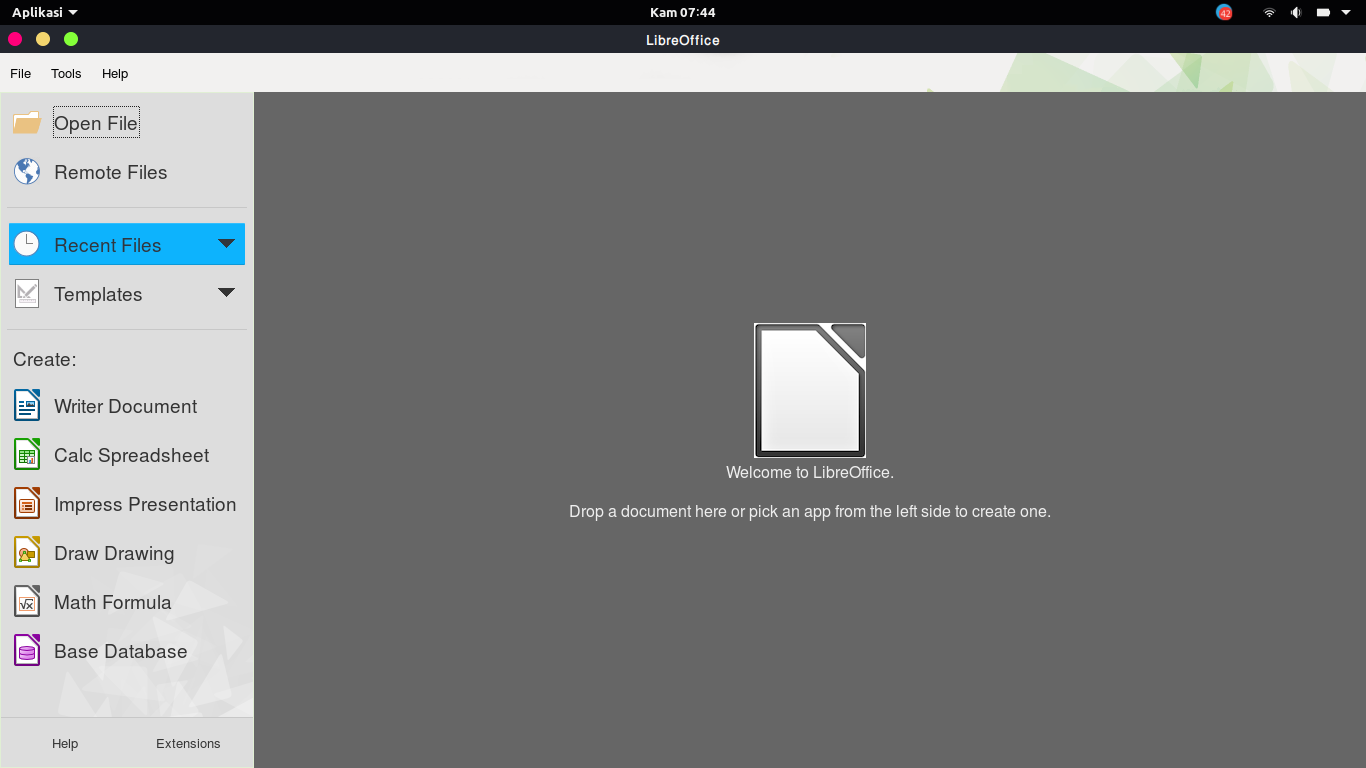 Aplikasi
Kam 07:44
42
LibreOffice
File Tools Help
Open File
Remote Files
Recent Files
Templates
Create:
Writer Document
Calc Spreadsheet
Impress Presentation
Draw Drawing
Math Formula
Base Database
Help Extensions
Welcome to LibreOffice.
Drop a document here or pick an app from the left side to create one.